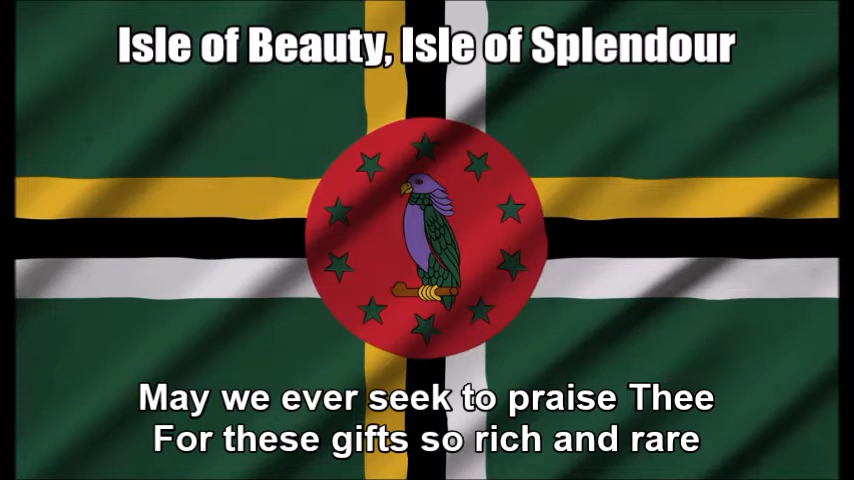 Isle of Beauty, Isle of Splendour
May we ever seek to praise Thee
For these gifts so rich and rare